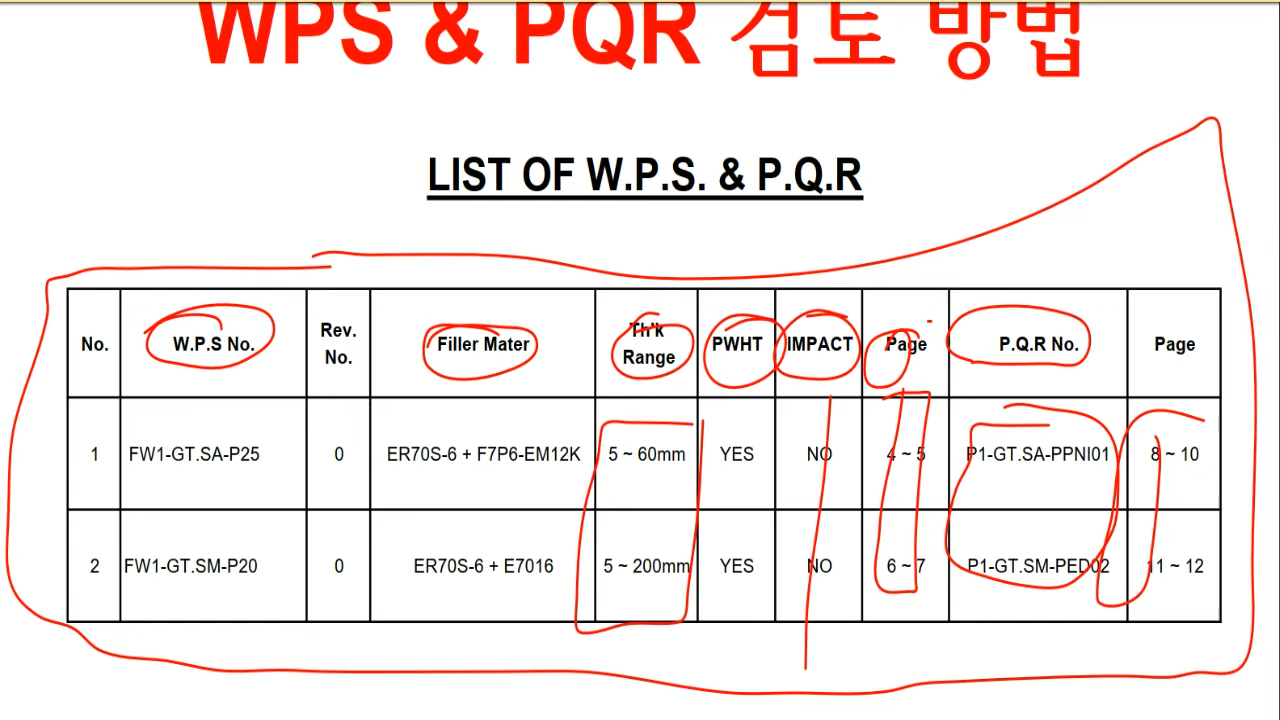 WPS & PQR 검토 방법
LIST OF W.P.S. & P.Q.R
No. W.P.S No. Rev. No. Filler Mater Th'k Range PWHT IMPACT Page P.Q.R No. Page
1 FW1-GT.SA-P25 0 ER70S-6 + F7P6-EM12K 5 ~ 60mm YES NO 4 ~ 5 P1-GT.SA-PPNI01 8 ~ 10
2 FW1-GT.SM-P20 0 ER70S-6 + E7016 5 ~ 200mm YES NO 6 ~ 7 P1-GT.SM-PED02 11 ~ 12